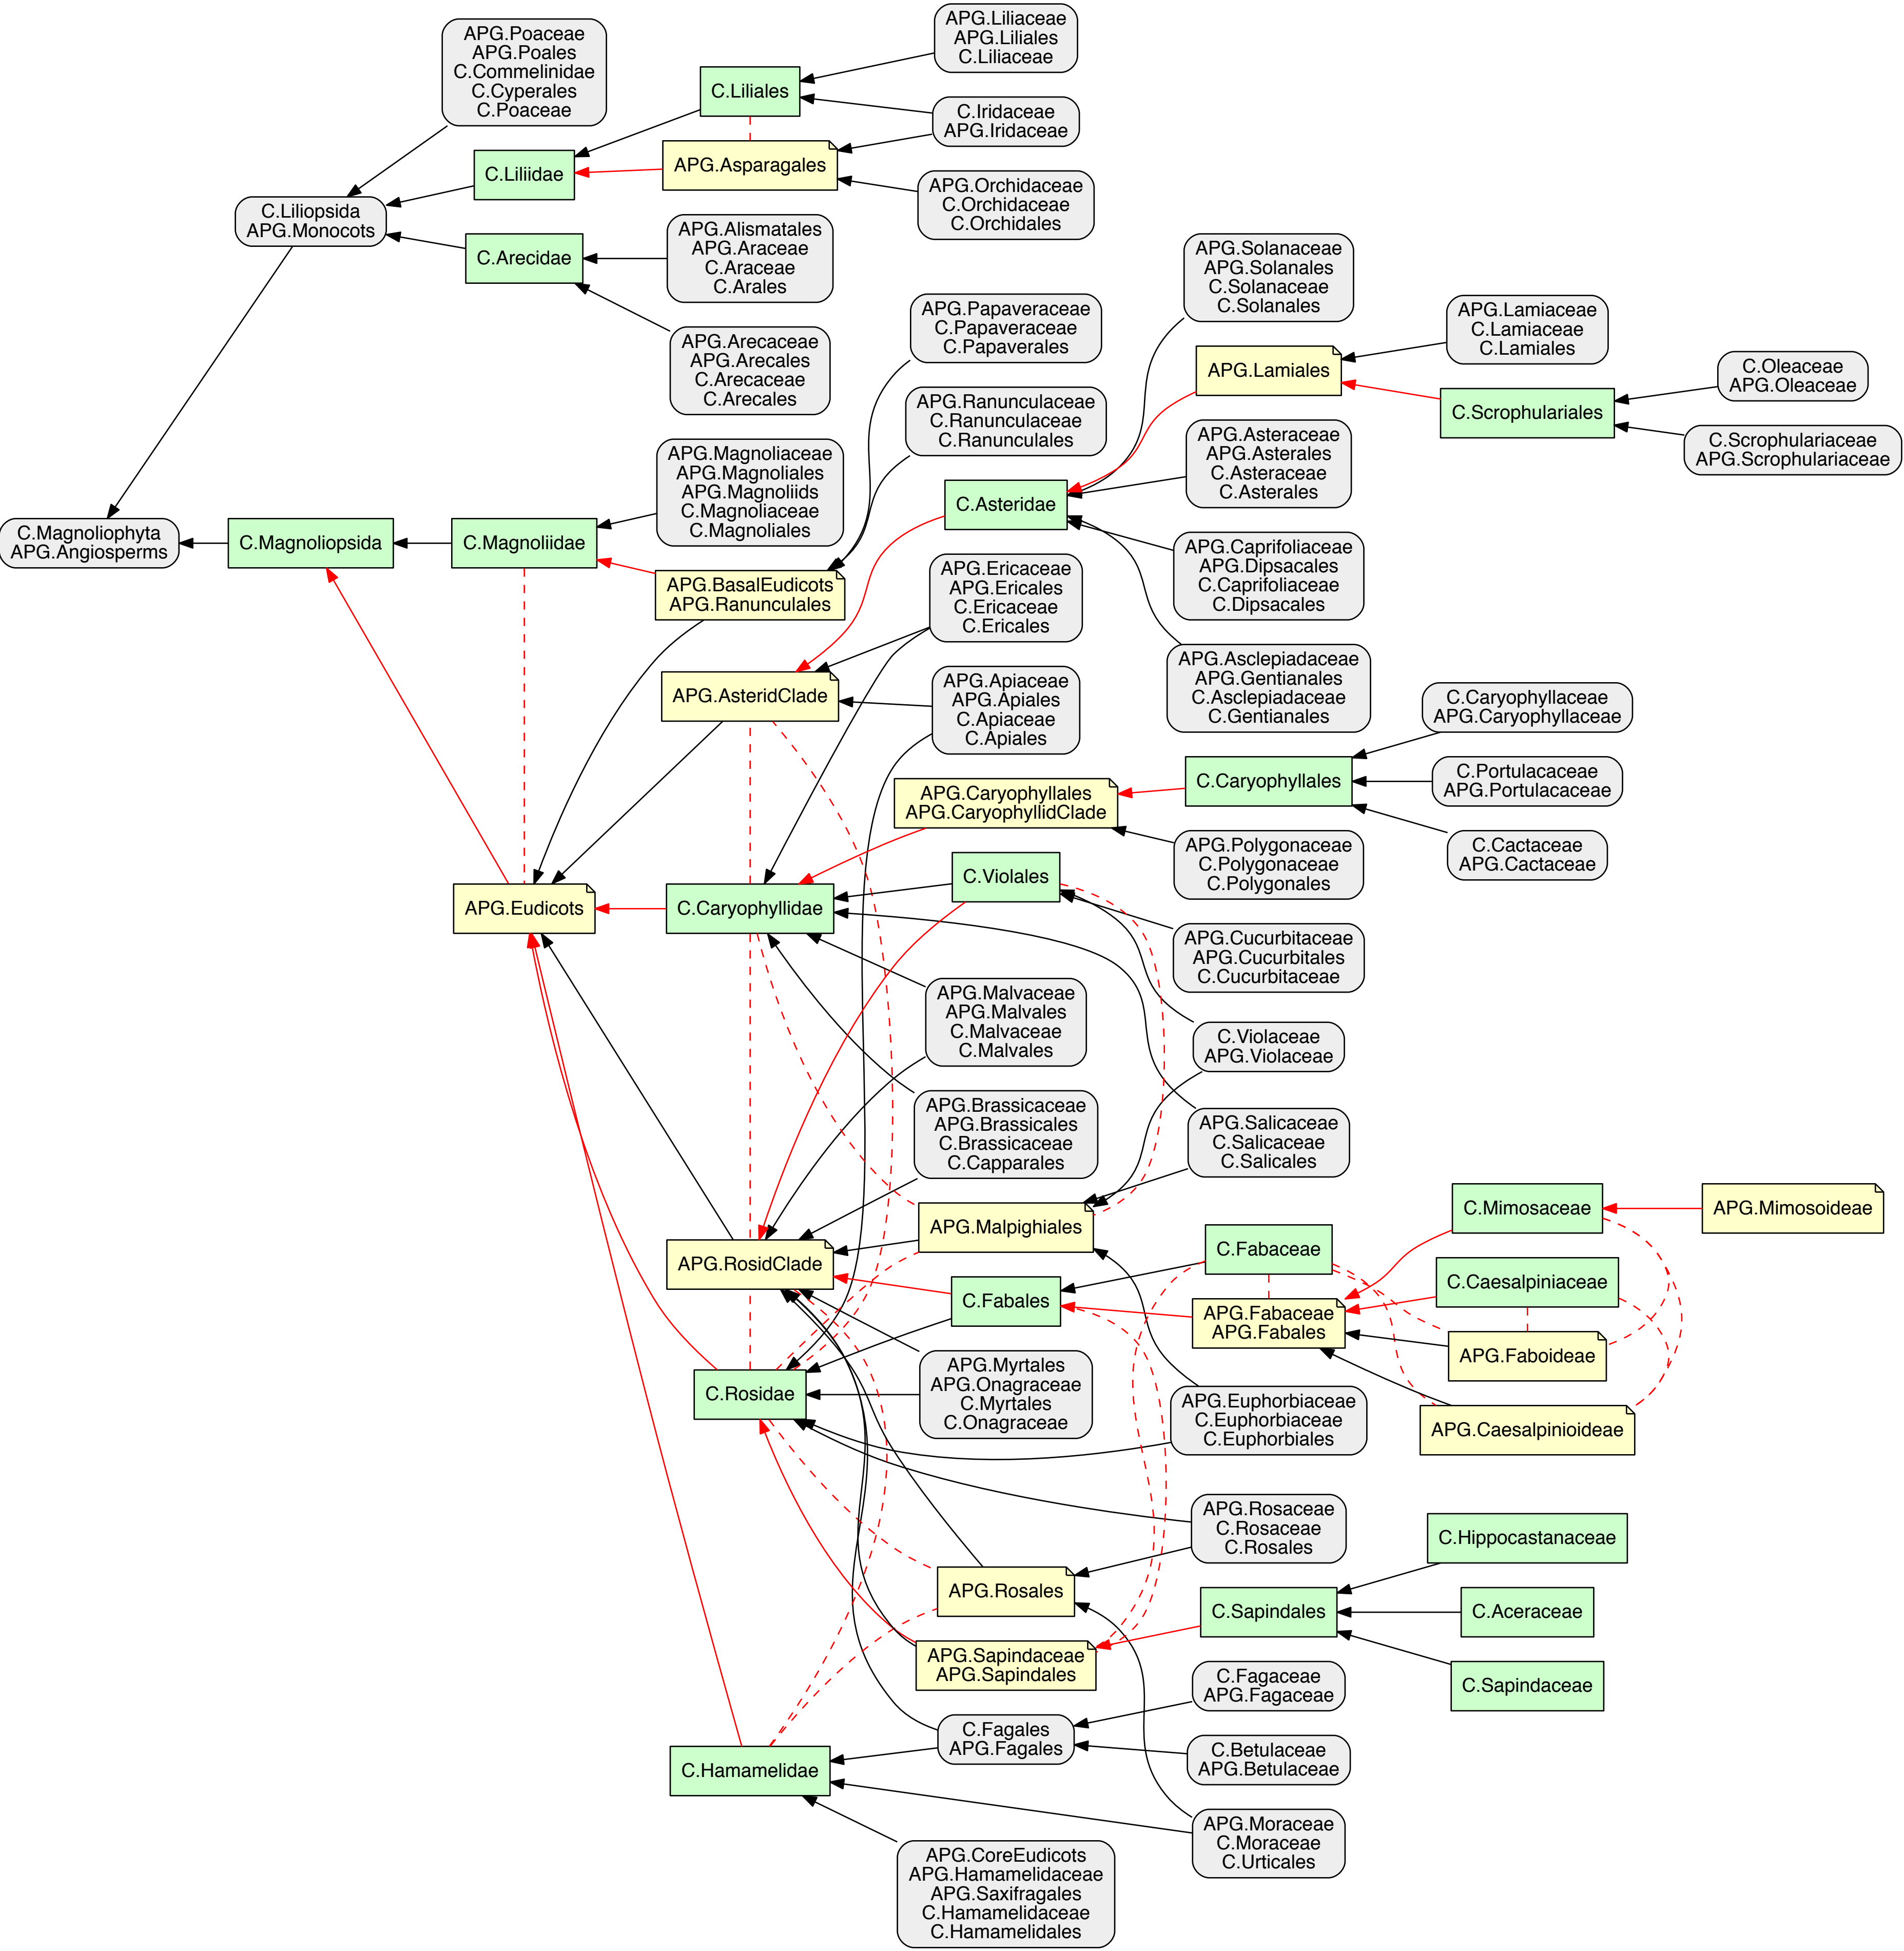 APG.Poaceae
APG.Poales
C.Commelinidae
C.Cyperales
C.Poaceae
C.Liliales
APG.Liliaceae
APG.Liliales
C.Liliaceae
C.Iridaceae
APG.Iridaceae
C.Liliidae
APG.Asparagales
APG.Orchidaceae
C.Orchidaceae
C.Orchidales
C.Liliopsida
APG.Monocots
C.Arecidae
APG.Alismatales
APG.Araceae
C.Araceae
C.Arales
APG.Arecaceae
APG.Arecales
C.Arecaceae
C.Arecales
APG.Papaveraceae
C.Papaveraceae
C.Papaverales
APG.Ranunculaceae
C.Ranunculaceae
C.Ranunculales
APG.Solanaceae
APG.Solanales
C.Solanaceae
C.Solanales
APG.Lamiales
APG.Lamiaceae
C.Lamiaceae
C.Lamiales
C.Scrophulariales
C.Oleaceae
APG.Oleaceae
C.Scrophulariaceae
APG.Scrophulariaceae
APG.Asteraceae
APG.Asterales
C.Asteraceae
C.Asterales
C.Asteridae
C.Magnoliophyta
APG.Angiosperms
C.Magnoliopsida
C.Magnoliidae
APG.Magnoliaceae
APG.Magnoliales
APG.Magnoliids
C.Magnoliaceae
C.Magnoliales
APG.BasalEudicots
APG.Ranunculales
APG.Caprifoliaceae
APG.Dipsacales
C.Caprifoliaceae
C.Dipsacales
APG.Ericaceae
APG.Ericales
C.Ericaceae
C.Ericales
APG.Asclepiadaceae
APG.Gentianales
C.Asclepiadaceae
C.Gentianales
APG.AsteridClade
APG.Apiaceae
APG.Apiales
C.Apiaceae
C.Apiales
C.Caryophyllaceae
APG.Caryophyllaceae
C.Caryophyllales
C.Portulacaceae
APG.Portulacaceae
C.Cactaceae
APG.Cactaceae
APG.Caryophyllales
APG.CaryophyllidClade
APG.Polygonaceae
C.Polygonaceae
C.Polygonales
C.Violales
APG.Eudicots
C.Caryophyllidae
APG.Cucurbitaceae
APG.Cucurbitales
C.Cucurbitaceae
APG.Malvaceae
APG.Malvales
C.Malvaceae
C.Malvales
C.Violaceae
APG.Violaceae
APG.Brassicaceae
APG.Brassicales
C.Brassicaceae
C.Capparales
APG.Salicaceae
C.Salicaceae
C.Salicales
APG.Malpighiales
APG.RosidClade
C.Fabales
C.Fabaceae
APG.Fabaceae
APG.Fabales
C.Mimosaceae
APG.Mimosoideae
C.Caesalpiniaceae
APG.Faboideae
APG.Caesalpinioideae
C.Rosidae
APG.Myrtales
APG.Onagraceae
C.Myrtales
C.Onagraceae
APG.Euphorbiaceae
C.Euphorbiaceae
C.Euphorbiales
APG.Rosaceae
C.Rosaceae
C.Rosales
APG.Rosales
C.Hippocastanaceae
C.Sapindales
C.Aceraceae
C.Sapindaceae
APG.Sapindaceae
APG.Sapindales
C.Fagaceae
APG.Fagaceae
C.Fagales
APG.Fagales
C.Betulaceae
APG.Betulaceae
C.Hamamelidae
APG.Moraceae
C.Moraceae
C.Urticales
APG.CoreEudicots
APG.Hamamelidaceae
APG.Saxifragales
C.Hamamelidaceae
C.Hamamelidales